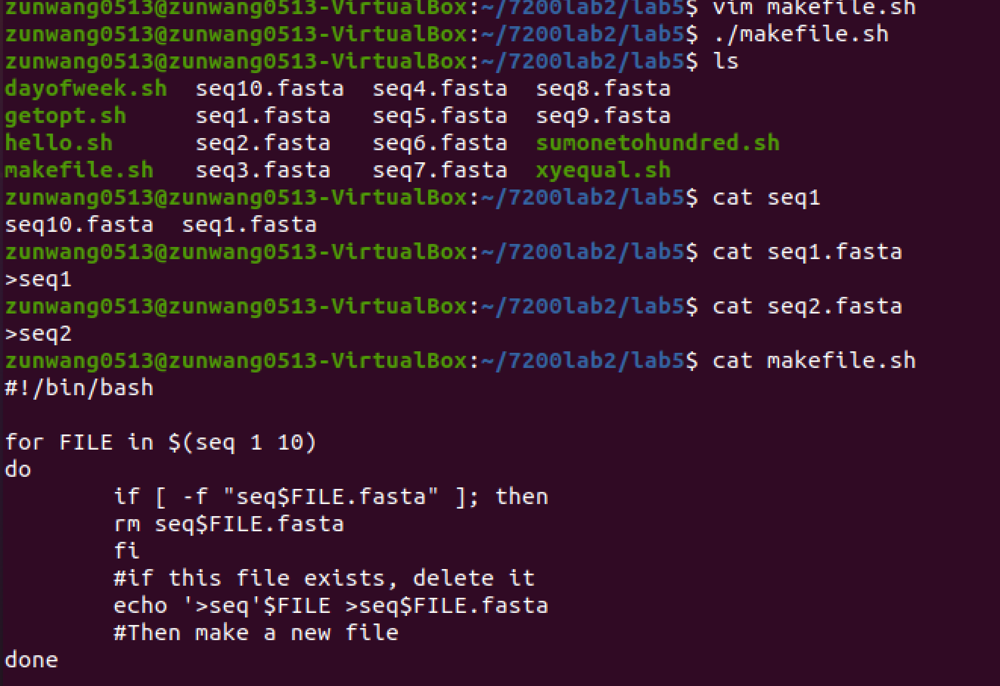 zunwang0513@zunwang0513-VirtualBox:~/7200lab2/lab5$ vim makefile.sh
zunwang0513@zunwang0513-VirtualBox:~/7200lab2/lab5$ ./makefile.sh
zunwang0513@zunwang0513-VirtualBox:~/7200lab2/lab5$ ls
dayofweek.sh  seq10.fasta  seq4.fasta  seq8.fasta
getopt.sh     seq1.fasta   seq5.fasta  seq9.fasta
hello.sh      seq2.fasta   seq6.fasta  sumonetohundred.sh
makefile.sh   seq3.fasta   seq7.fasta  xyequal.sh
zunwang0513@zunwang0513-VirtualBox:~/7200lab2/lab5$ cat seq1
seq10.fasta  seq1.fasta
zunwang0513@zunwang0513-VirtualBox:~/7200lab2/lab5$ cat seq1.fasta
>seq1
zunwang0513@zunwang0513-VirtualBox:~/7200lab2/lab5$ cat seq2.fasta
>seq2
zunwang0513@zunwang0513-VirtualBox:~/7200lab2/lab5$ cat makefile.sh
#!/bin/bash

for FILE in $(seq 1 10)
do
        if [ -f "seq$FILE.fasta" ]; then
        rm seq$FILE.fasta
        fi
        #if this file exists, delete it
        echo '>seq'$FILE >seq$FILE.fasta
        #Then make a new file
done